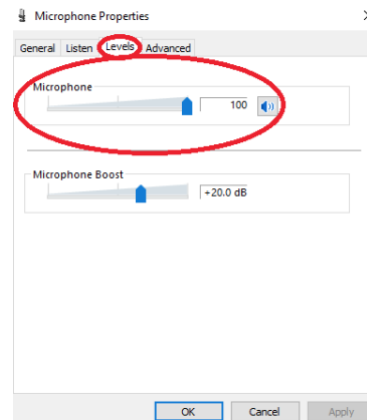 Microphone Properties
General Listen Levels Advanced
Microphone
100
Microphone Boost
+20.0 dB
OK Cancel Apply